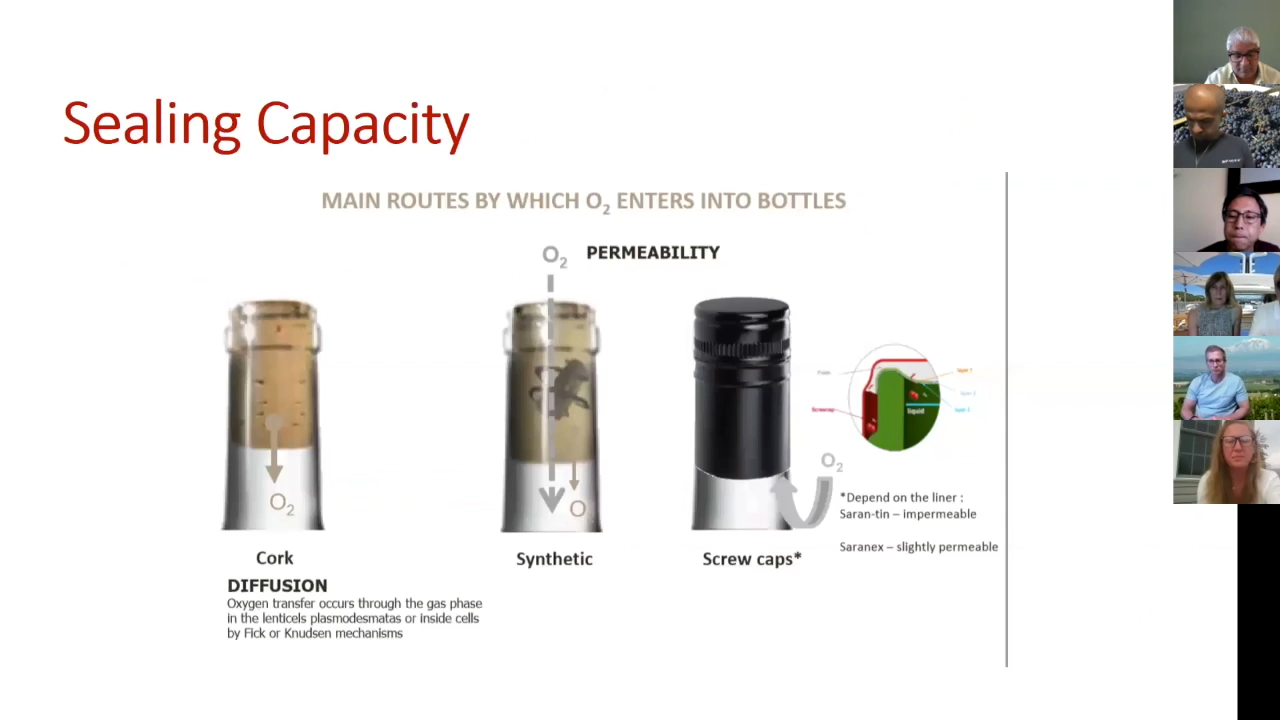 Sealing Capacity
MAIN ROUTES BY WHICH O2 ENTERS INTO BOTTLES
O2
PERMEABILITY
liquid
O2
O
O2
*Depend on the liner :
Saran-tin – impermeable
Saranex – slightly permeable
Cork
Synthetic
Screw caps*
DIFFUSION
Oxygen transfer occurs through the gas phase
in the lenticels plasmodesmatas or inside cells
by Fick or Knudsen mechanisms